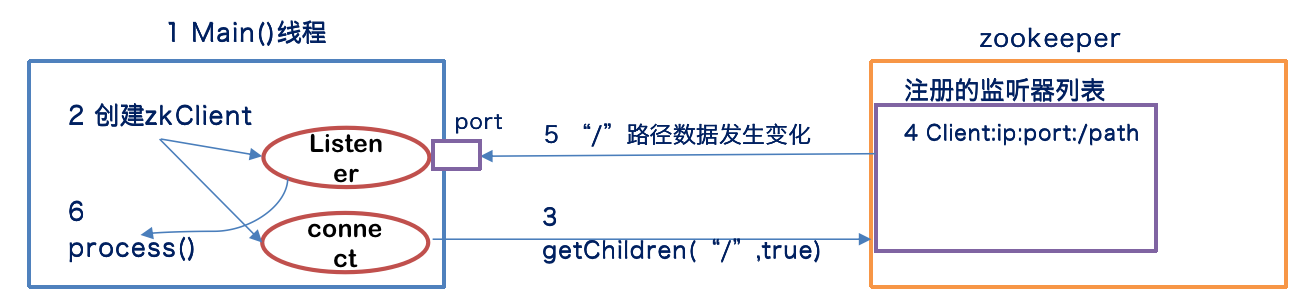 1 Main()线程
zookeeper
注册的监听器列表
2 创建zkClient
port
5 “/”路径数据发生变化
4 Client:ip:port:/path
Listen
er
6
process()
3
conne
ct
getChildren(“/”,true)